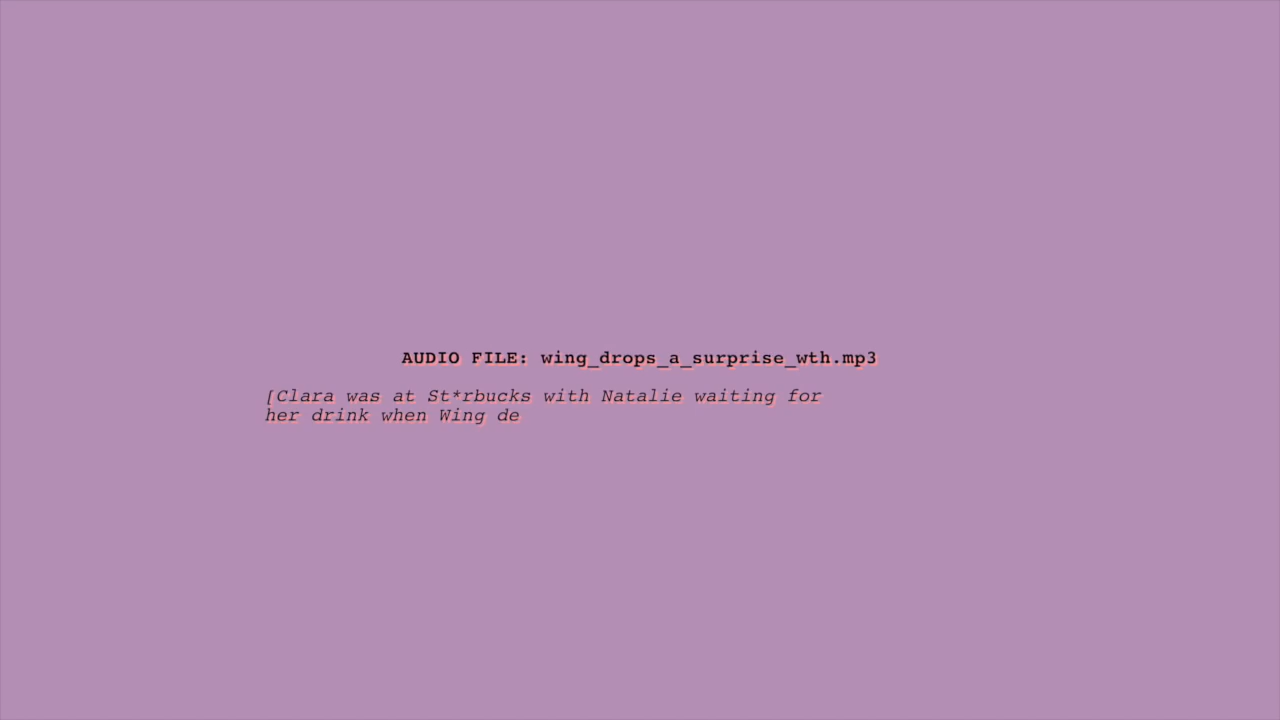 AUDIO FILE: wing_drops_a_surprise_wth.mp3
[Clara was at St*rbucks with Natalie waiting for
her drink when Wing de